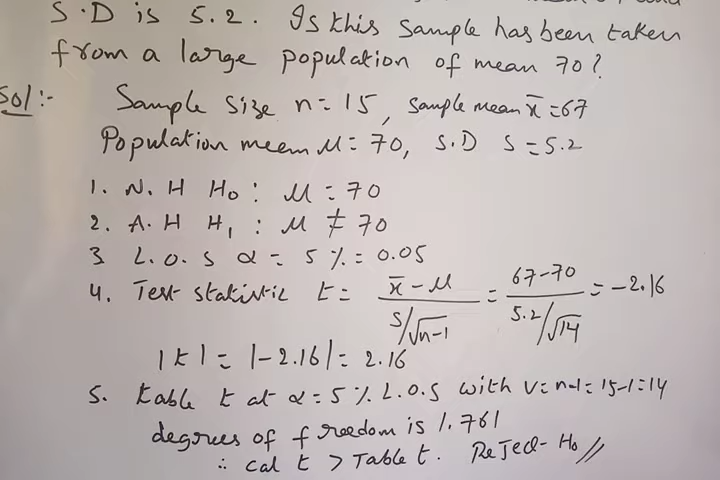 S.D is 5.2. Is this sample has been taken
from a large population of mean 70?
Sol:- Sample size n=15, sample mean x̄=67
Population meem μ=70, S.D S=5.2
1. N.H H₀: μ=70
2. A.H H₁: μ ≠ 70
3 L.O.S α = 5 % = 0.05
4. Test statistic t = (x̄-μ)/(S/√n-1) = (67-70)/(5.2/√14) = -2.16
|t| = |-2.16| = 2.16
5. table t at α=5 % L.O.S with ν=n-1=15-1=14
degrees of freedom is 1.761
∴ cal t > Table t. ReJect H₀ //